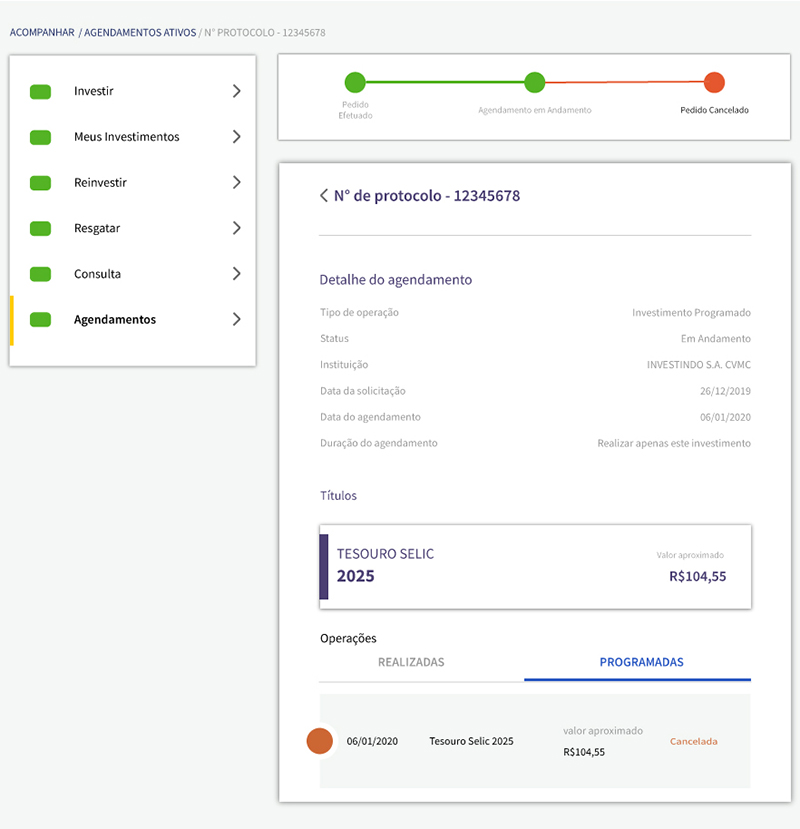 ACOMPANHAR / AGENDAMENTOS ATIVOS / N° PROTOCOLO - 12345678
Investir
Meus Investimentos
Reinvestir
Resgatar
Consulta
Agendamentos
Pedido
Efetuado
Agendamento em Andamento
Pedido Cancelado
N° de protocolo - 12345678
Detalhe do agendamento
Tipo de operação Investimento Programado
Status Em Andamento
Instituição INVESTINDO S.A. CVMC
Data da solicitação 26/12/2019
Data do agendamento 06/01/2020
Duração do agendamento Realizar apenas este investimento
Títulos
TESOURO SELIC
2025
Valor aproximado
R$104,55
Operações
REALIZADAS PROGRAMADAS
06/01/2020 Tesouro Selic 2025
valor aproximado
R$104,55
Cancelada